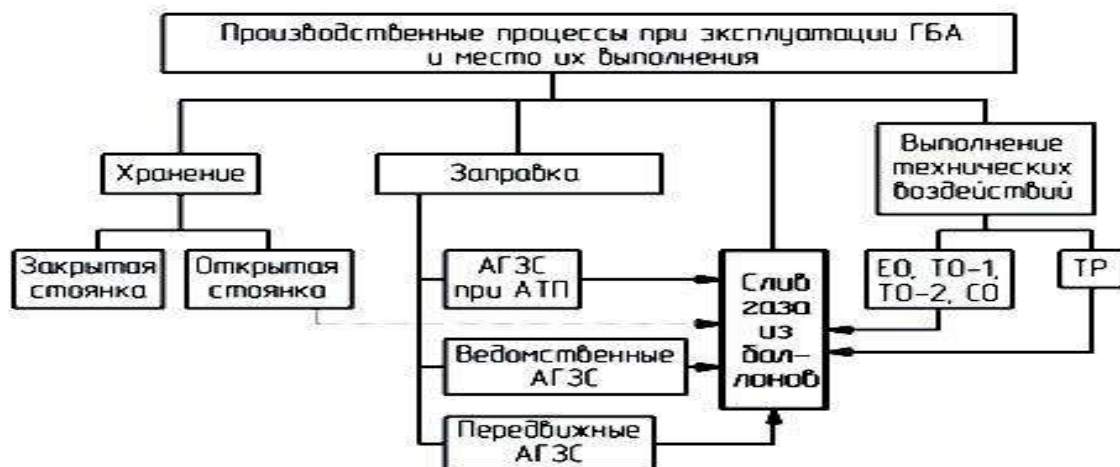 Производственные процессы при эксплуатации ГБА
и место их выполнения
Хранение
Заправка
Выполнение
технических
воздействий
Закрытая
стоянка
Открытая
стоянка
АГЗС
при АТП
Ведомственные
АГЗС
Передвижные
АГЗС
Слив
газа
из
бал-
лонов
ЕО, ТО-1,
ТО-2, СО
ТР